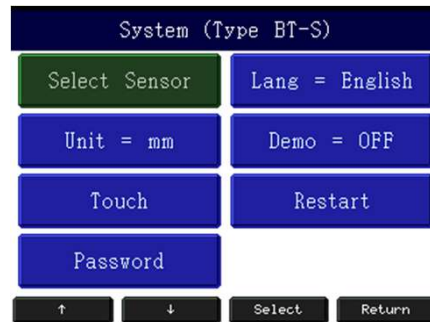 System (Type BT-S)
Select Sensor
Lang = English
Unit = mm
Demo = OFF
Touch
Restart
Password
↑ ↓ Select Return